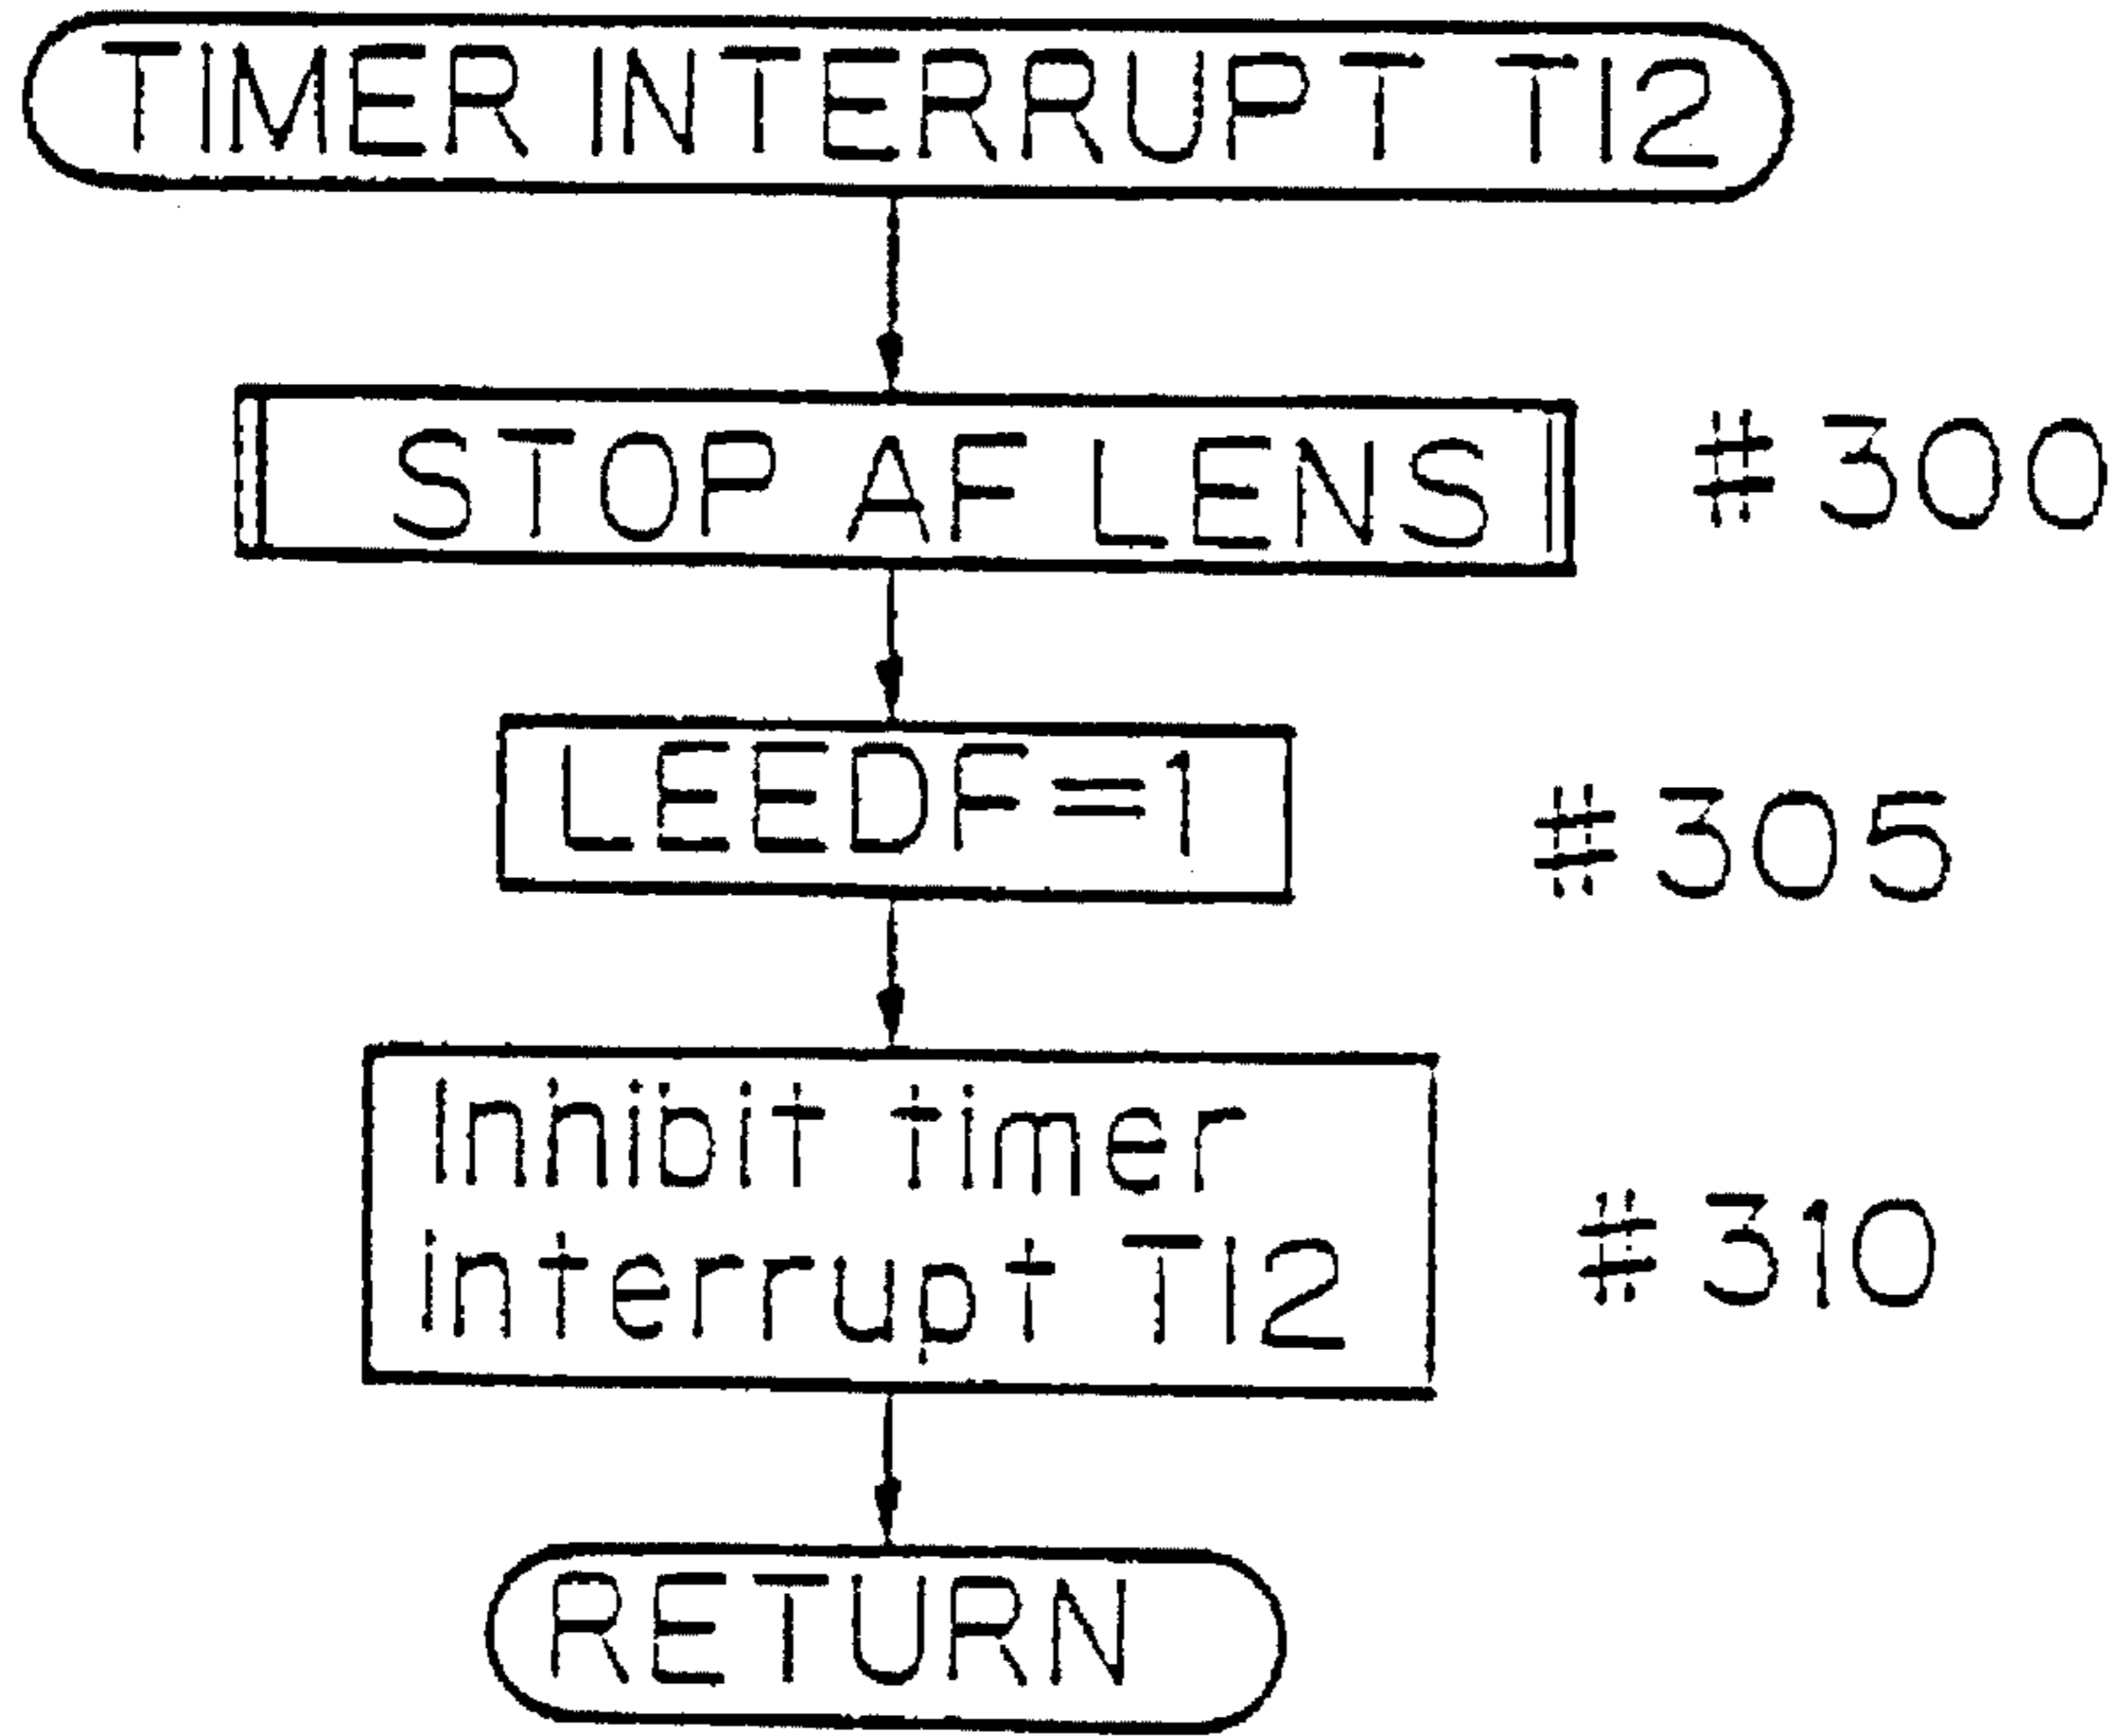 TIMER INTERRUPT TI2
STOP AF LENS #300
LEEDF=1 #305
Inhibit timer
interrupt TI2 #310
RETURN